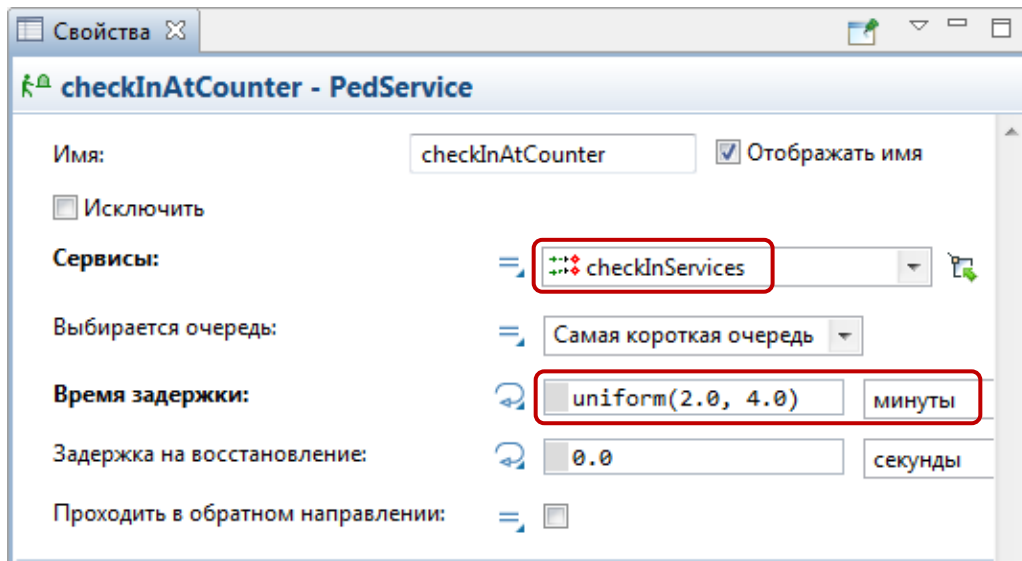 Свойства
checkInAtCounter - PedService
Имя: checkInAtCounter Отображать имя
Исключить
Сервисы: checkInServices
Выбирается очередь: Самая короткая очередь
Время задержки: uniform(2.0, 4.0) минуты
Задержка на восстановление: 0.0 секунды
Проходить в обратном направлении: